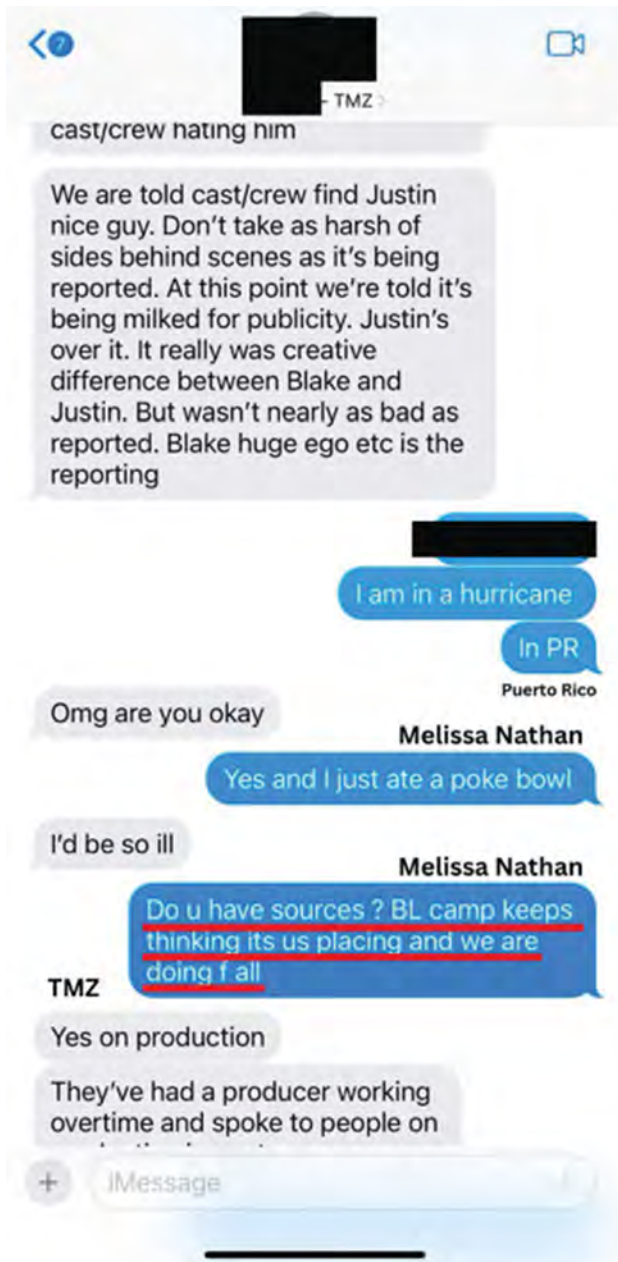 7
- TMZ >
cast/crew hating him
We are told cast/crew find Justin
nice guy. Don't take as harsh of
sides behind scenes as it's being
reported. At this point we're told it's
being milked for publicity. Justin's
over it. It really was creative
difference between Blake and
Justin. But wasn't nearly as bad as
reported. Blake huge ego etc is the
reporting
I am in a hurricane
In PR
Puerto Rico
Omg are you okay
Melissa Nathan
Yes and I just ate a poke bowl
I'd be so ill
Melissa Nathan
Do u have sources ? BL camp keeps
thinking its us placing and we are
doing f all
TMZ
Yes on production
They've had a producer working
overtime and spoke to people on
+ iMessage